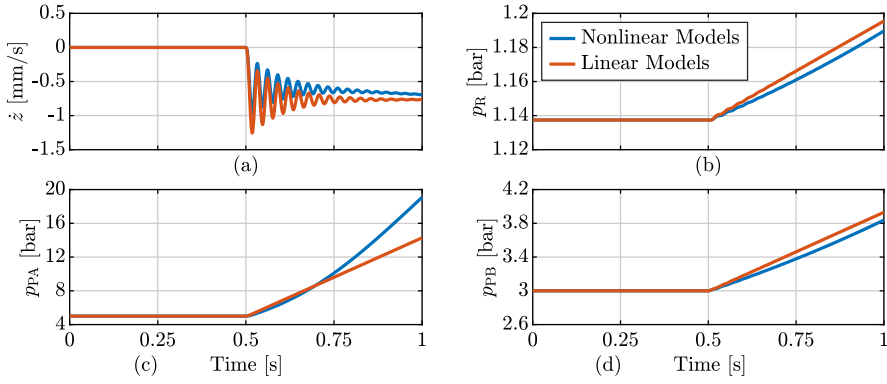 0.5
0
-0.5
-1
-1.5
ż [mm/s]
(a)
1.2
1.18
1.16
1.14
1.12
p_R [bar]
Nonlinear Models
Linear Models
(b)
20
16
12
8
4
p_PA [bar]
0 0.25 0.5 0.75 1
(c) Time [s]
4.2
3.8
3.4
3
2.6
p_PB [bar]
0 0.25 0.5 0.75 1
(d) Time [s]